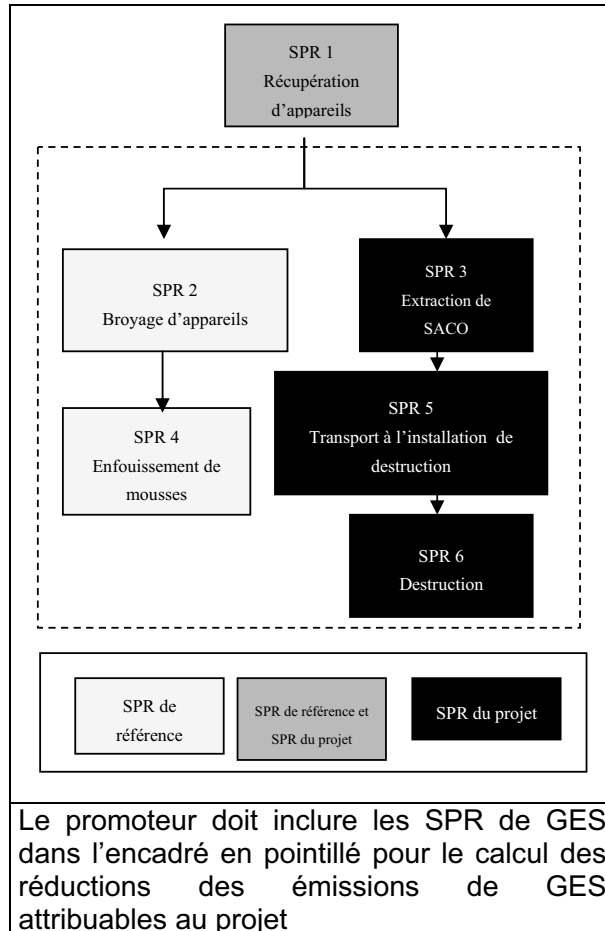 SPR 1
Récupération
d'appareils
SPR 2
Broyage d'appareils
SPR 3
Extraction de
SACO
SPR 4
Enfouissement de
mousses
SPR 5
Transport à l'installation de
destruction
SPR 6
Destruction
SPR de
référence
SPR de référence et
SPR du projet
SPR du projet
Le promoteur doit inclure les SPR de GES
dans l'encadré en pointillé pour le calcul des
réductions des émissions de GES
attribuables au projet